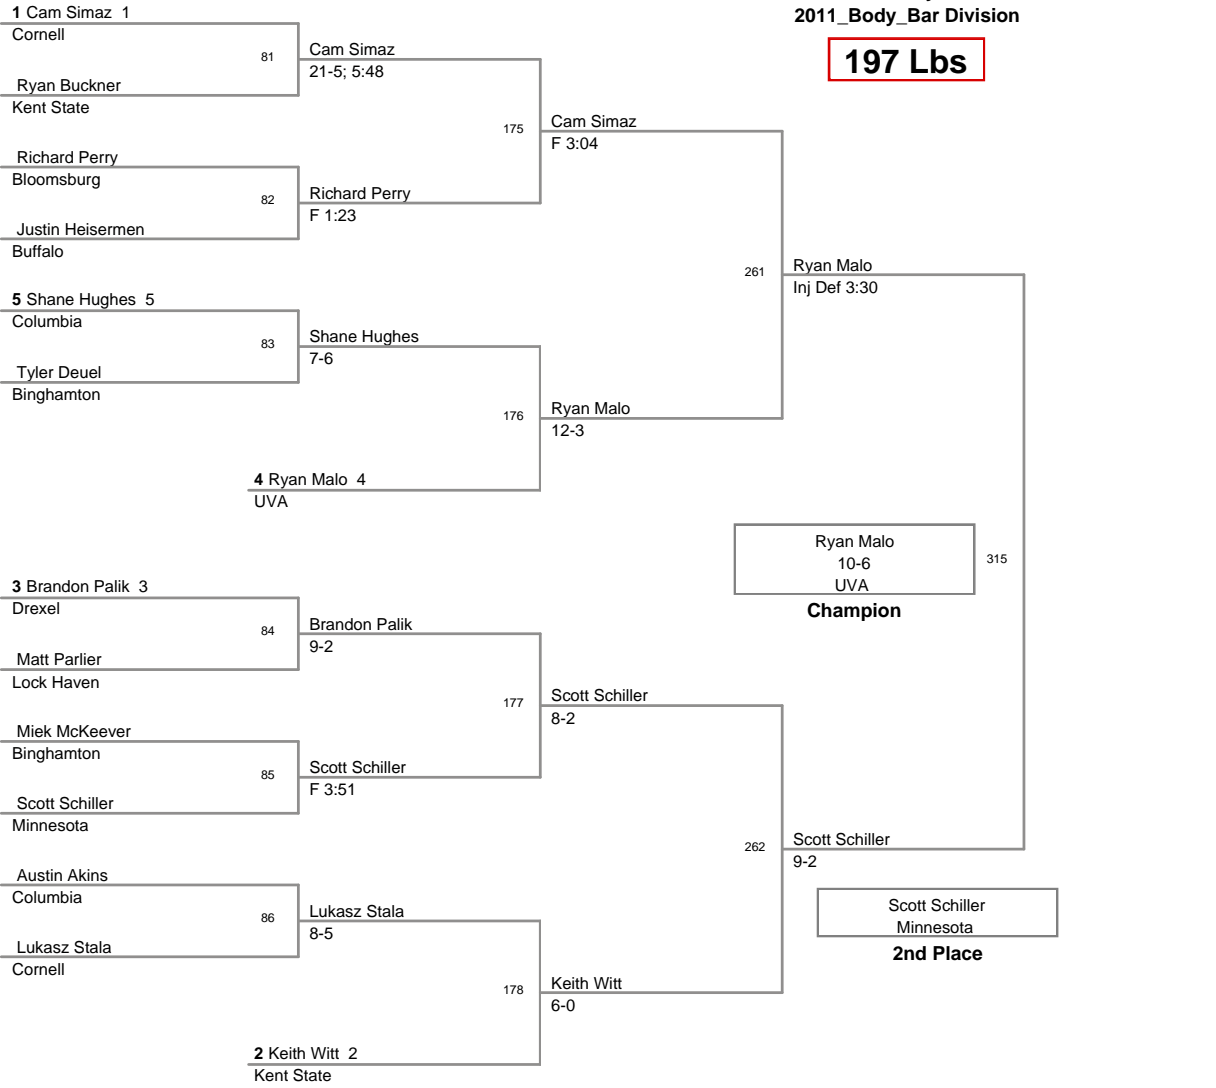 2011_Body_Bar Division
197 Lbs
1 Cam Simaz 1
Cornell
81
Cam Simaz
21-5; 5:48
Ryan Buckner
Kent State
175
Cam Simaz
F 3:04
Richard Perry
Bloomsburg
82
Richard Perry
F 1:23
Justin Heisermen
Buffalo
261
Ryan Malo
Inj Def 3:30
5 Shane Hughes 5
Columbia
83
Shane Hughes
7-6
Tyler Deuel
Binghamton
176
Ryan Malo
12-3
4 Ryan Malo 4
UVA
Ryan Malo
10-6
UVA
Champion
315
3 Brandon Palik 3
Drexel
84
Brandon Palik
9-2
Matt Parlier
Lock Haven
177
Scott Schiller
8-2
Miek McKeever
Binghamton
85
Scott Schiller
F 3:51
Scott Schiller
Minnesota
262
Scott Schiller
9-2
Austin Akins
Columbia
86
Lukasz Stala
8-5
Lukasz Stala
Cornell
Scott Schiller
Minnesota
2nd Place
178
Keith Witt
6-0
2 Keith Witt 2
Kent State